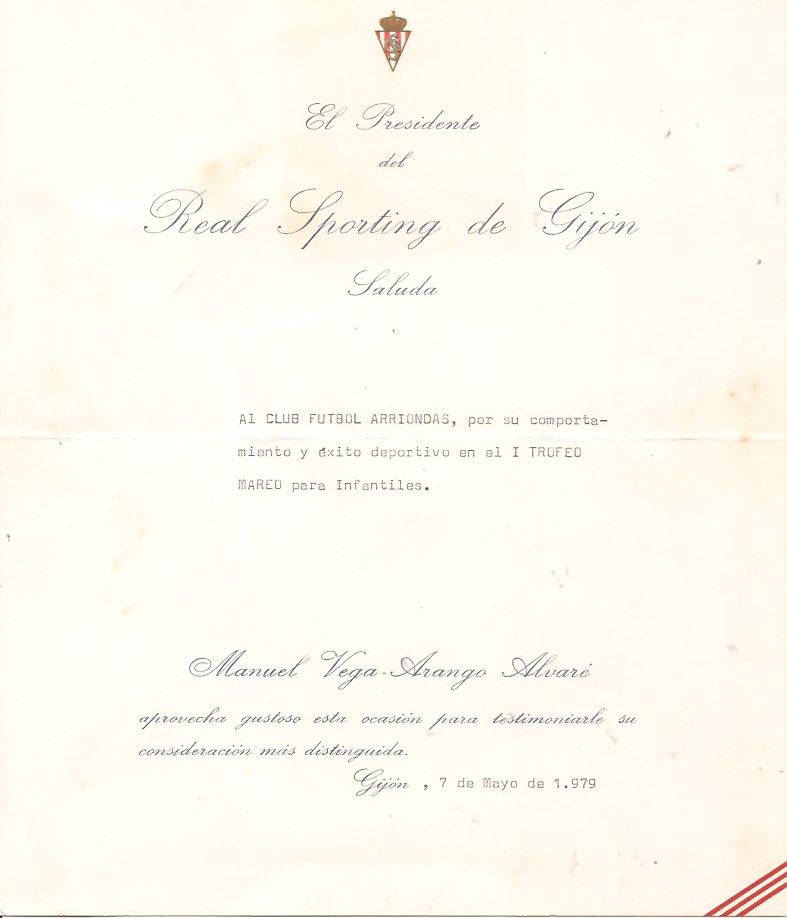 El Presidente
del
Real Sporting de Gijón
Saluda
Al CLUB FUTBOL ARRIONDAS, por su comporta-
miento y éxito deportivo en el I TROFEO
MAREO para Infantiles.
Manuel Vega-Arango Alvaré
aprovecha gustoso esta ocasión para testimoniarle su
consideración más distinguida.
Gijón , 7 de Mayo de 1.979